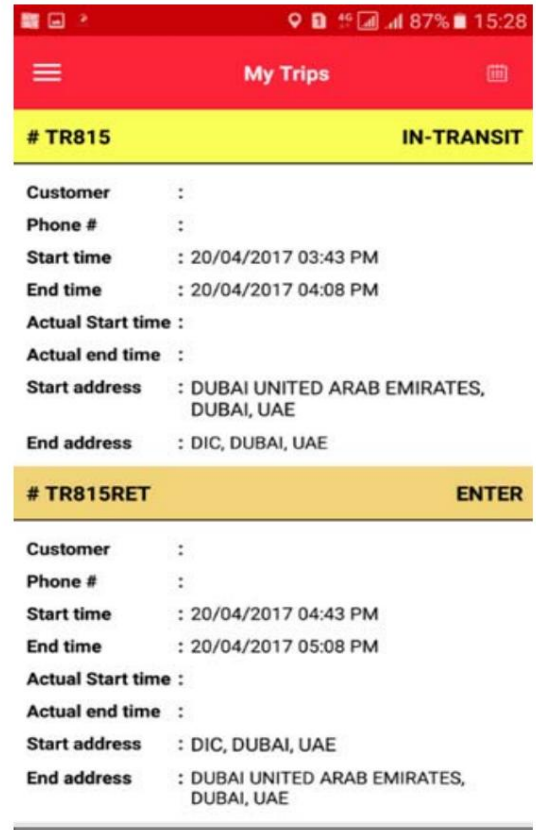 87% 15:28
My Trips
# TR815 IN-TRANSIT
Customer :
Phone # :
Start time : 20/04/2017 03:43 PM
End time : 20/04/2017 04:08 PM
Actual Start time :
Actual end time :
Start address : DUBAI UNITED ARAB EMIRATES,
DUBAI, UAE
End address : DIC, DUBAI, UAE
# TR815RET ENTER
Customer :
Phone # :
Start time : 20/04/2017 04:43 PM
End time : 20/04/2017 05:08 PM
Actual Start time :
Actual end time :
Start address : DIC, DUBAI, UAE
End address : DUBAI UNITED ARAB EMIRATES,
DUBAI, UAE